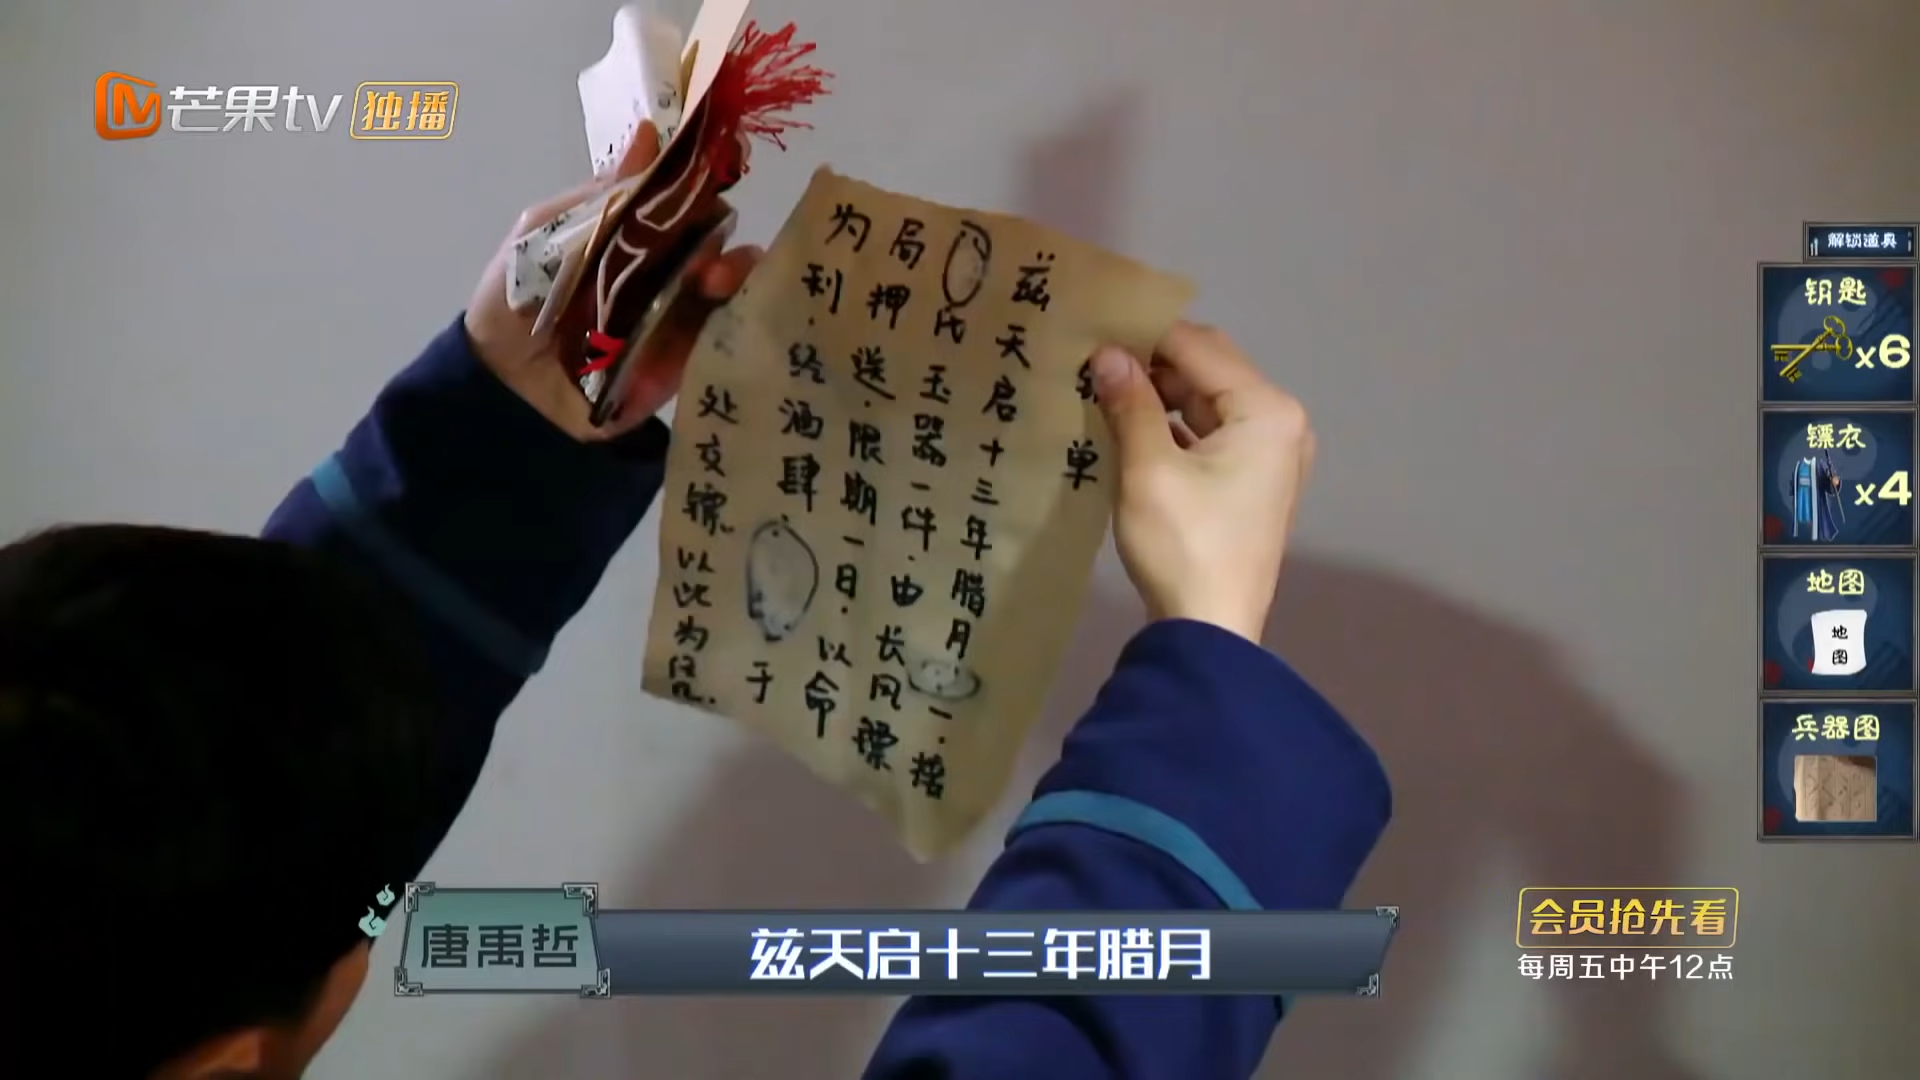 芒果tv 独播
解锁道具
钥匙
x6
镖衣
x4
地图
地
图
兵器图
单
兹天启十三年腊月
一.
代玉器一件.由长风镖
局押送.限期一日.以命
为利.经涵肆.
于
处交镖.以此为
唐禹哲
兹天启十三年腊月
会员抢先看
每周五中午12点